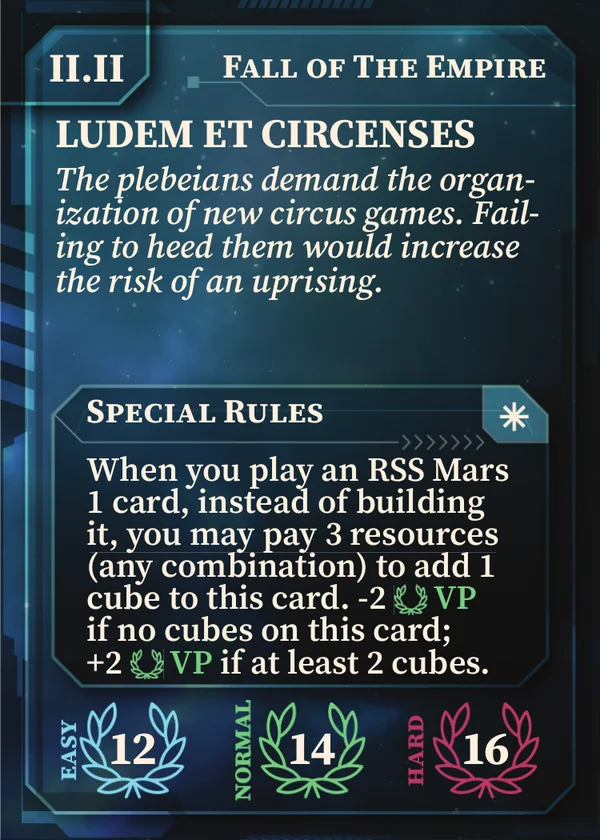 II.II
Fall of The Empire
LUDEM ET CIRCENSES
The plebeians demand the organ-
ization of new circus games. Fail-
ing to heed them would increase
the risk of an uprising.
Special Rules
When you play an RSS Mars
1 card, instead of building
it, you may pay 3 resources
(any combination) to add 1
cube to this card. -2 VP
if no cubes on this card;
+2 VP if at least 2 cubes.
EASY 12
NORMAL 14
HARD 16